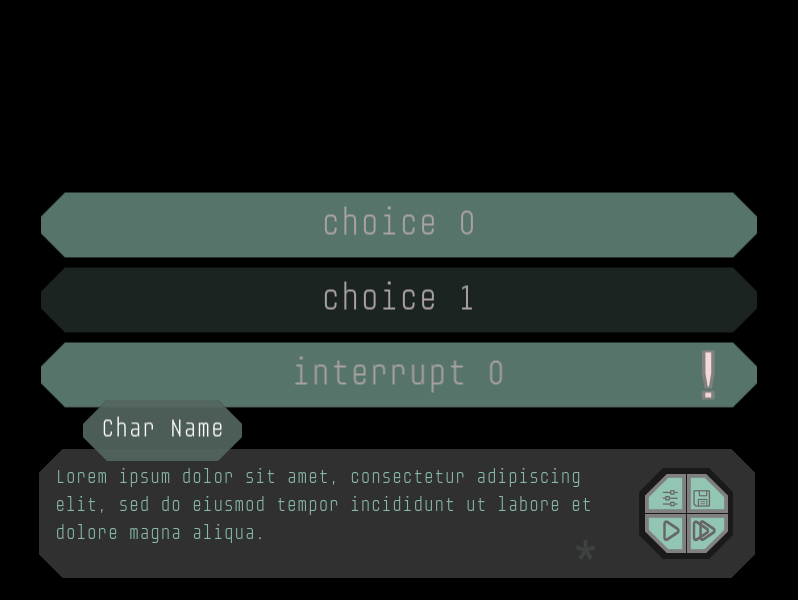 choice 0
choice 1
interrupt 0
!
Char Name
Lorem ipsum dolor sit amet, consectetur adipiscing
elit, sed do eiusmod tempor incididunt ut labore et
dolore magna aliqua.
*